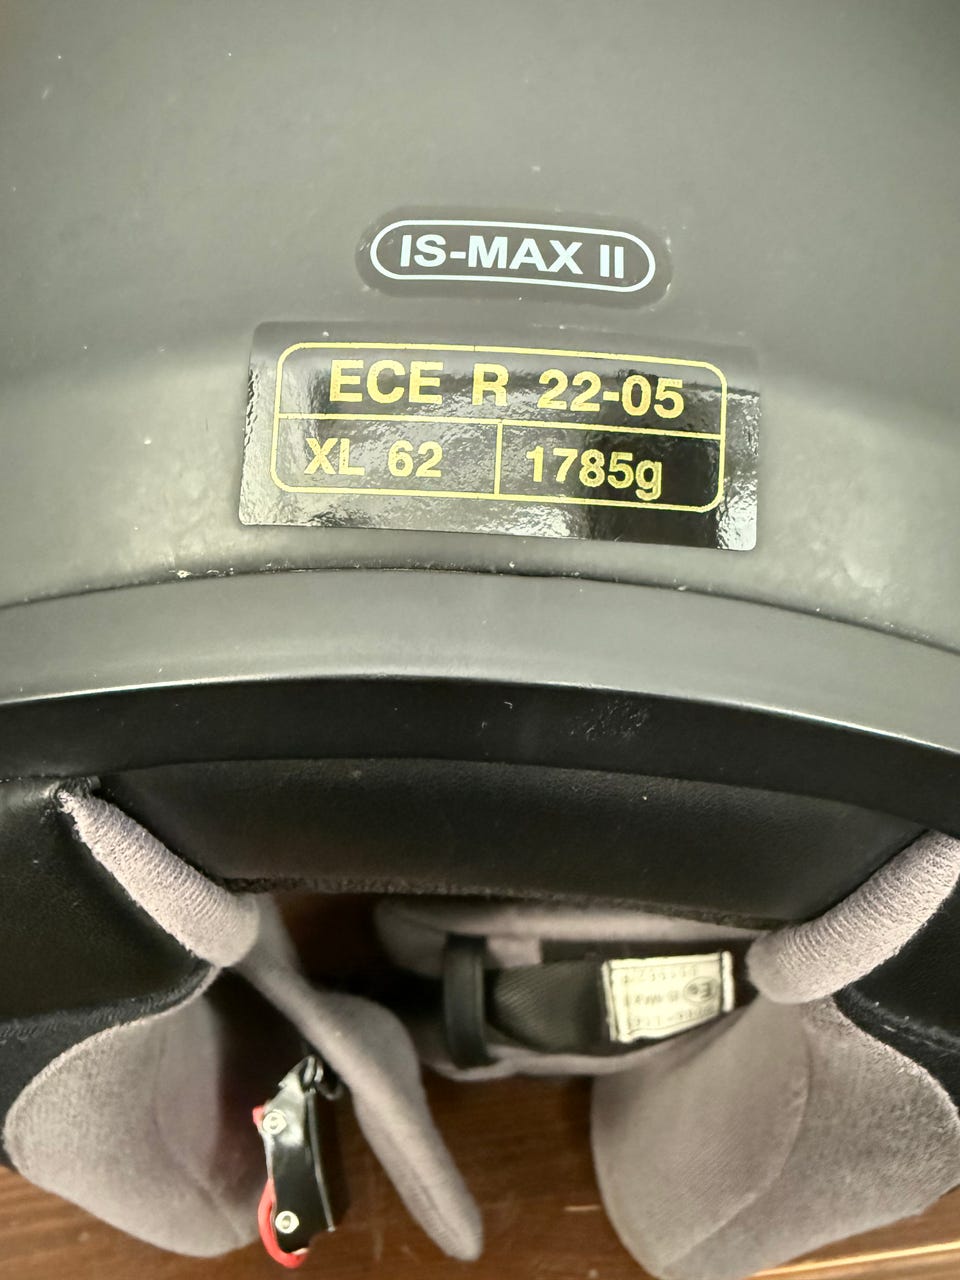 IS-MAX II
ECE R 22-05
XL 62
1785g